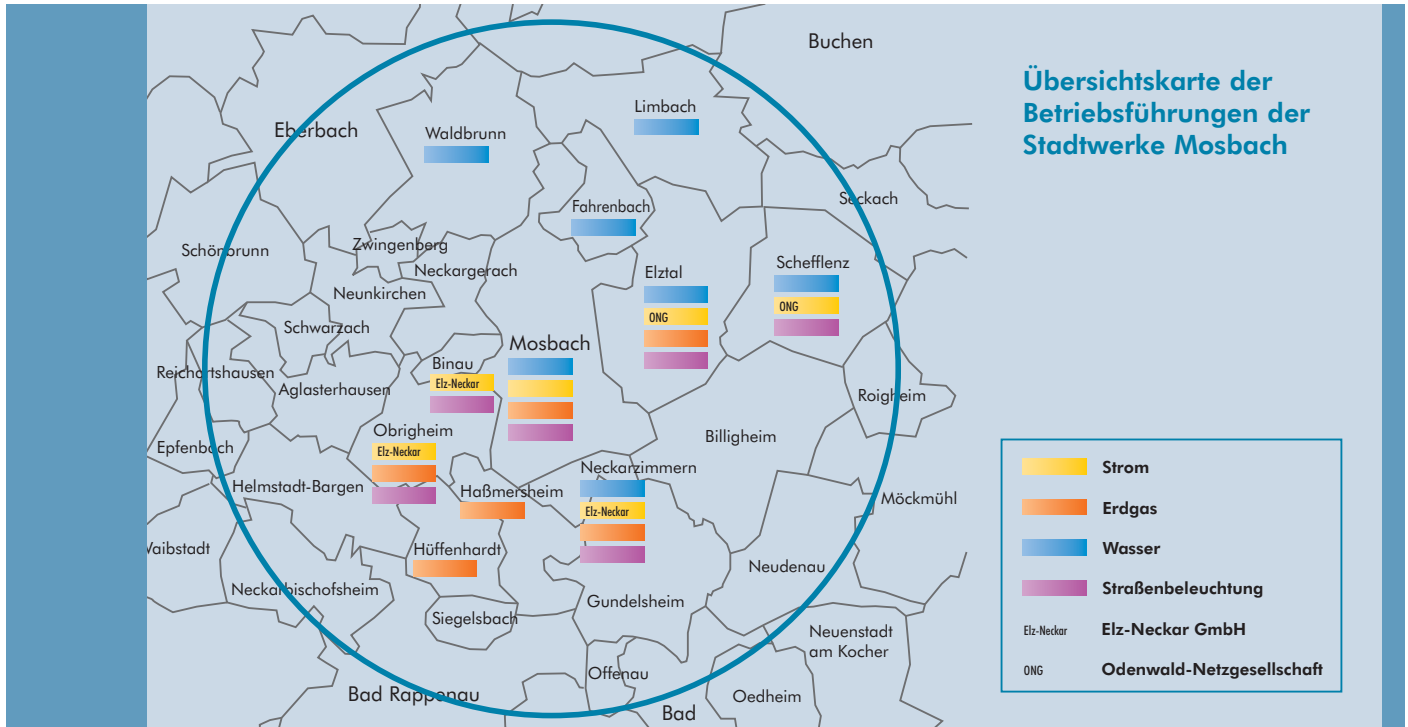 Buchen
Übersichtskarte der
Betriebsführungen der
Stadtwerke Mosbach
Limbach
Eberbach
Waldbrunn
Seckach
Fahrenbach
Schönbrunn
Zwingenberg
Neckargerach
Schefflenz
ONG
Elztal
ONG
Neunkirchen
Schwarzach
Mosbach
Binau
Elz-Neckar
Reichartshausen
Aglasterhausen
Roigheim
Obrigheim
Elz-Neckar
Billigheim
Epfenbach
Neckarzimmern
Elz-Neckar
Helmstadt-Bargen
Haßmersheim
Möckmühl
Vaibstadt
Hüffenhardt
Neudenau
Neckarbischofsheim
Gundelsheim
Siegelsbach
Neuenstadt
am Kocher
Offenau
Oedheim
Bad Rappenau
Bad
Strom
Erdgas
Wasser
Straßenbeleuchtung
Elz-Neckar Elz-Neckar GmbH
ONG Odenwald-Netzgesellschaft